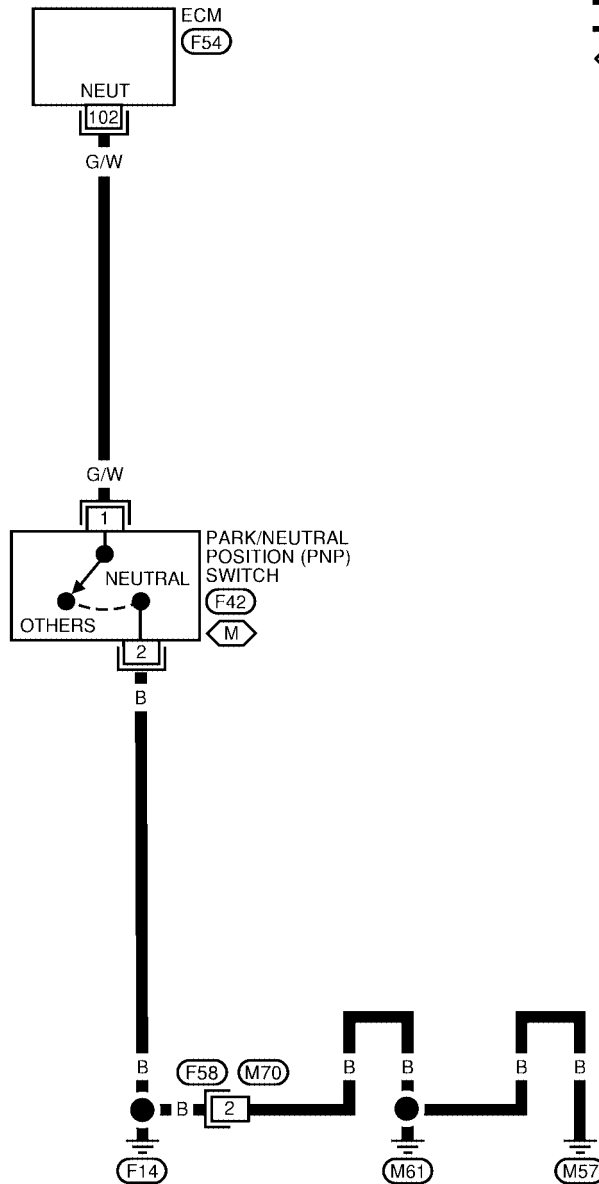 ECM
F54
NEUT
102
G/W
G/W
1
PARK/NEUTRAL
POSITION (PNP)
SWITCH
NEUTRAL
F42
OTHERS
M
2
B
B
B
B
B
B
F58
M70
B
2
F14
M61
M57